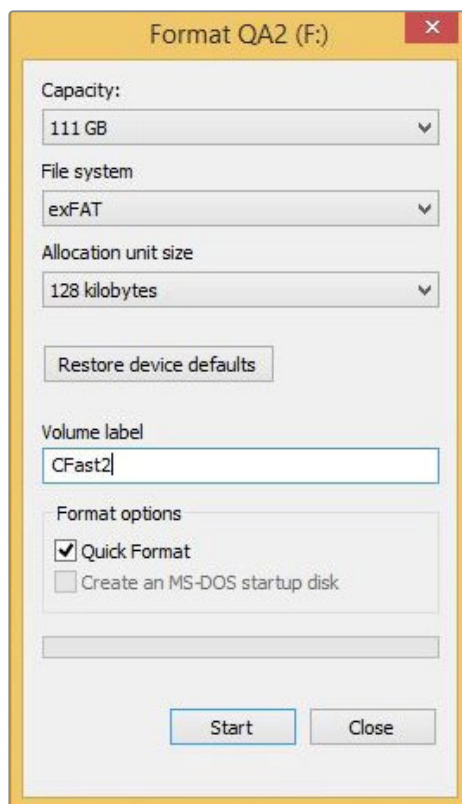 Format QA2 (F:)
Capacity:
111 GB
File system
exFAT
Allocation unit size
128 kilobytes
Restore device defaults
Volume label
CFast2
Format options
Quick Format
Create an MS-DOS startup disk
Start
Close